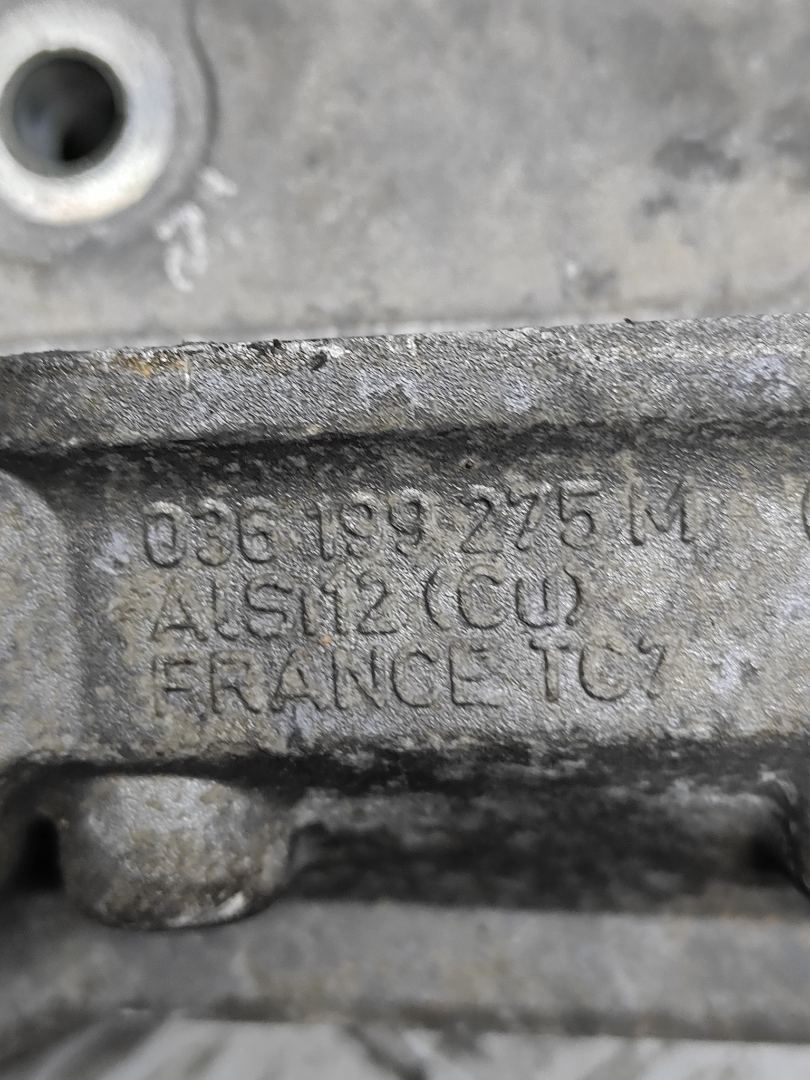 036 199 275 M
AlSi12 (Cu)
FRANCE TC7